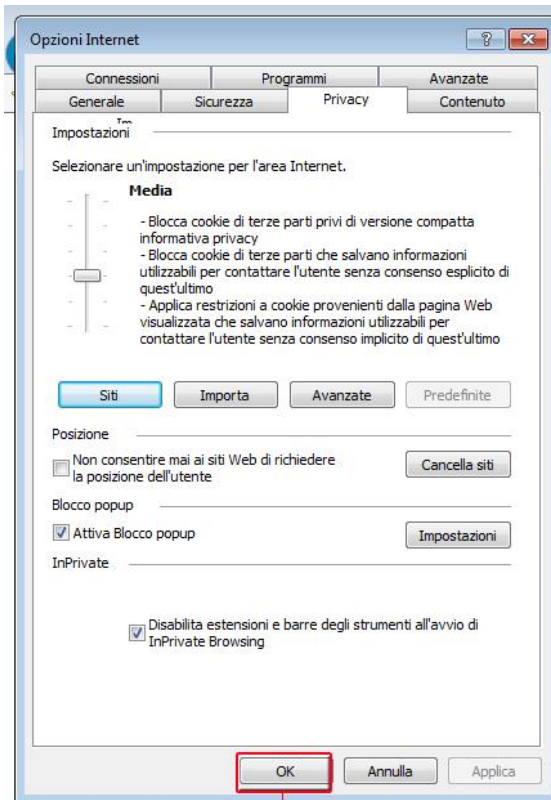 Opzioni Internet
Connessioni Programmi Avanzate
Generale Sicurezza Privacy Contenuto
Impostazioni
Selezionare un'impostazione per l'area Internet.
Media
- Blocca cookie di terze parti privi di versione compatta
informativa privacy
- Blocca cookie di terze parti che salvano informazioni
utilizzabili per contattare l'utente senza consenso esplicito di
quest'ultimo
- Applica restrizioni a cookie provenienti dalla pagina Web
visualizzata che salvano informazioni utilizzabili per
contattare l'utente senza consenso implicito di quest'ultimo
Siti Importa Avanzate Predefinite
Posizione
Non consentire mai ai siti Web di richiedere
la posizione dell'utente
Cancella siti
Blocco popup
Attiva Blocco popup Impostazioni
InPrivate
Disabilita estensioni e barre degli strumenti all'avvio di
InPrivate Browsing
OK Annulla Applica